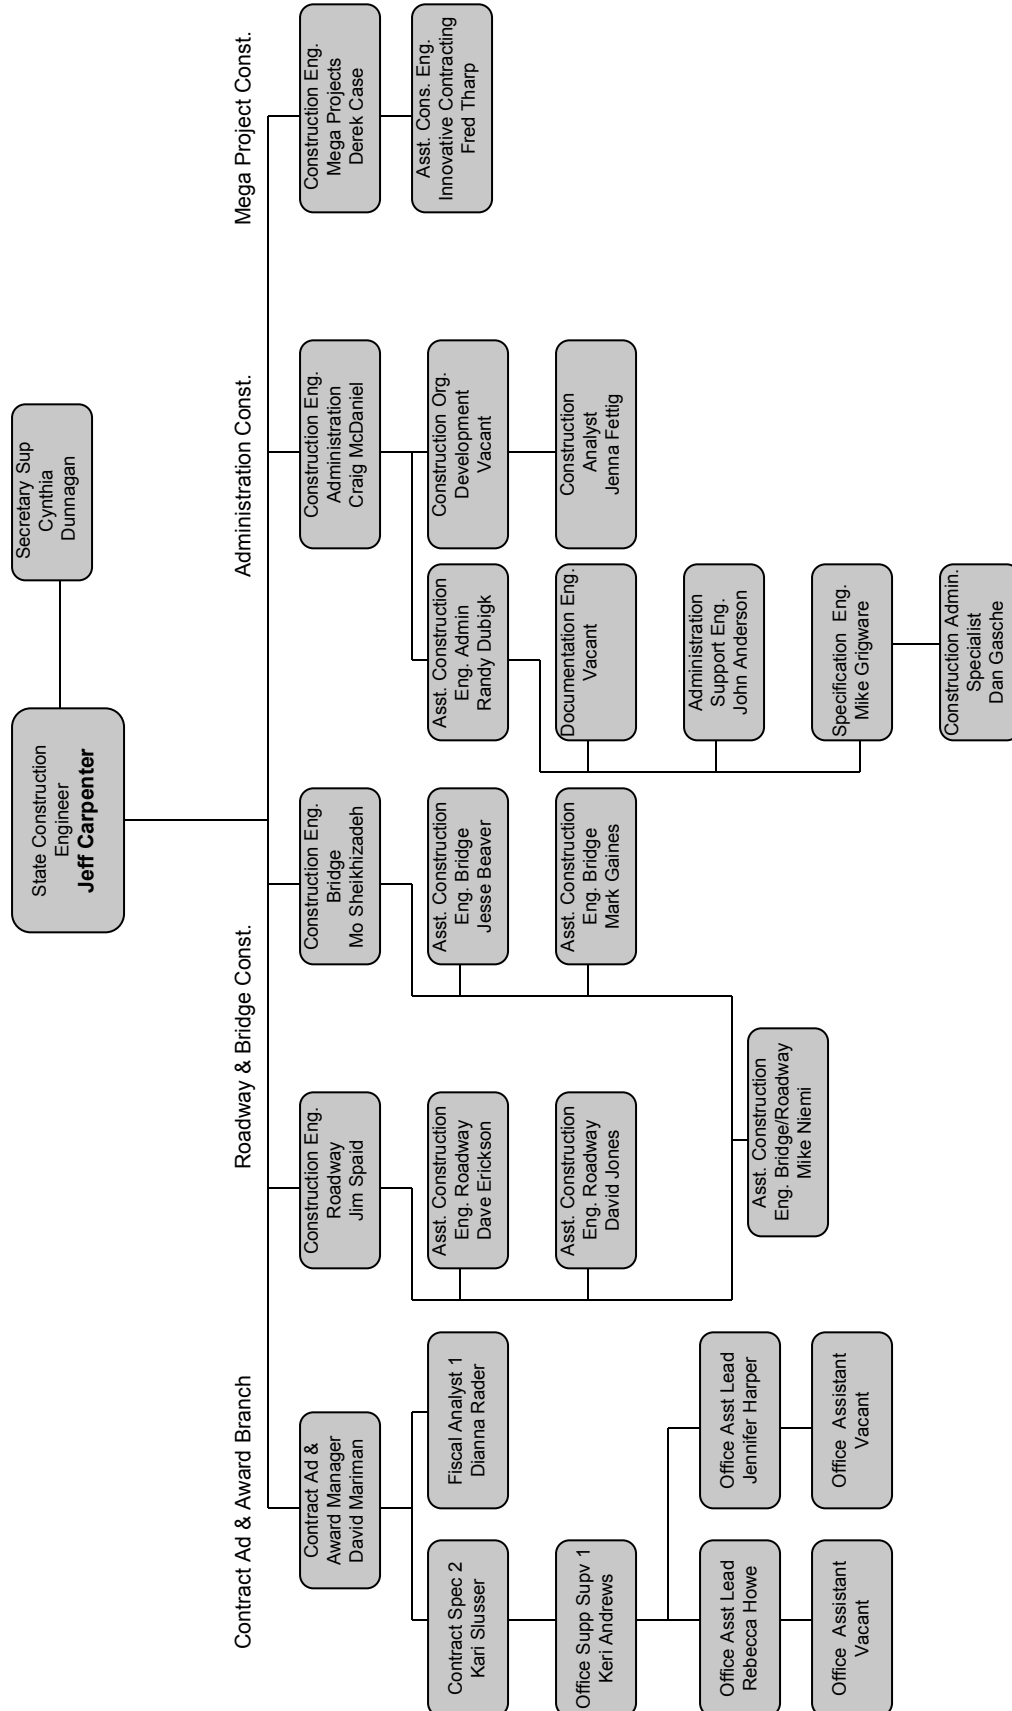 State Construction
Engineer
Jeff Carpenter
Secretary Sup
Cynthia
Dunnagan
Contract Ad & Award Branch
Roadway & Bridge Const.
Administration Const.
Mega Project Const.
Contract Ad &
Award Manager
David Mariman
Contract Spec 2
Kari Slusser
Fiscal Analyst 1
Dianna Rader
Office Supp Supv 1
Keri Andrews
Office Asst Lead
Rebecca Howe
Office Asst Lead
Jennifer Harper
Office Assistant
Vacant
Office Assistant
Vacant
Construction Eng.
Roadway
Jim Spaid
Asst. Construction
Eng. Roadway
Dave Erickson
Asst. Construction
Eng. Roadway
David Jones
Construction Eng.
Bridge
Mo Sheikhizadeh
Asst. Construction
Eng. Bridge
Jesse Beaver
Asst. Construction
Eng. Bridge
Mark Gaines
Asst. Construction
Eng. Bridge/Roadway
Mike Niemi
Construction Eng.
Administration
Craig McDaniel
Asst. Construction
Eng. Admin
Randy Dubigk
Documentation Eng.
Vacant
Administration
Support Eng.
John Anderson
Specification Eng.
Mike Grigware
Construction Admin.
Specialist
Dan Gasche
Construction Org.
Development
Vacant
Construction
Analyst
Jenna Fettig
Construction Eng.
Mega Projects
Derek Case
Asst. Cons. Eng.
Innovative Contracting
Fred Tharp